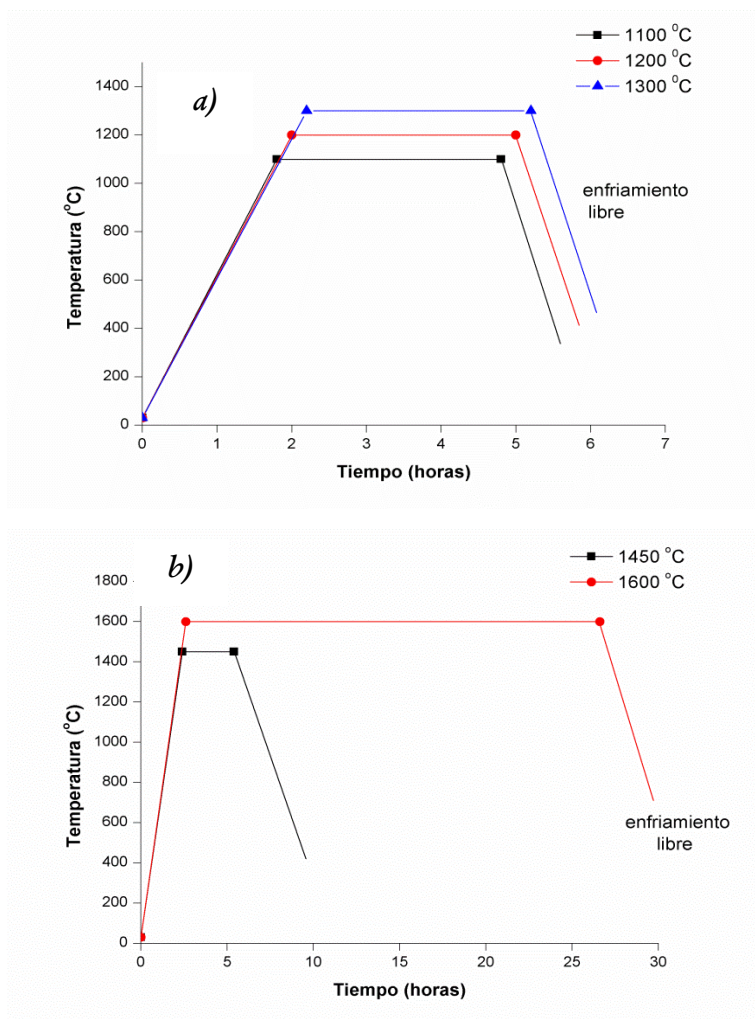 1100 °C
1200 °C
1300 °C
a)
1400
1200
1000
800
600
400
200
0
Temperatura (°C)
enfriamiento
libre
0 1 2 3 4 5 6 7
Tiempo (horas)
b)
1450 °C
1600 °C
1800
1600
1400
1200
1000
800
600
400
200
0
Temperatura (°C)
enfriamiento
libre
0 5 10 15 20 25 30
Tiempo (horas)